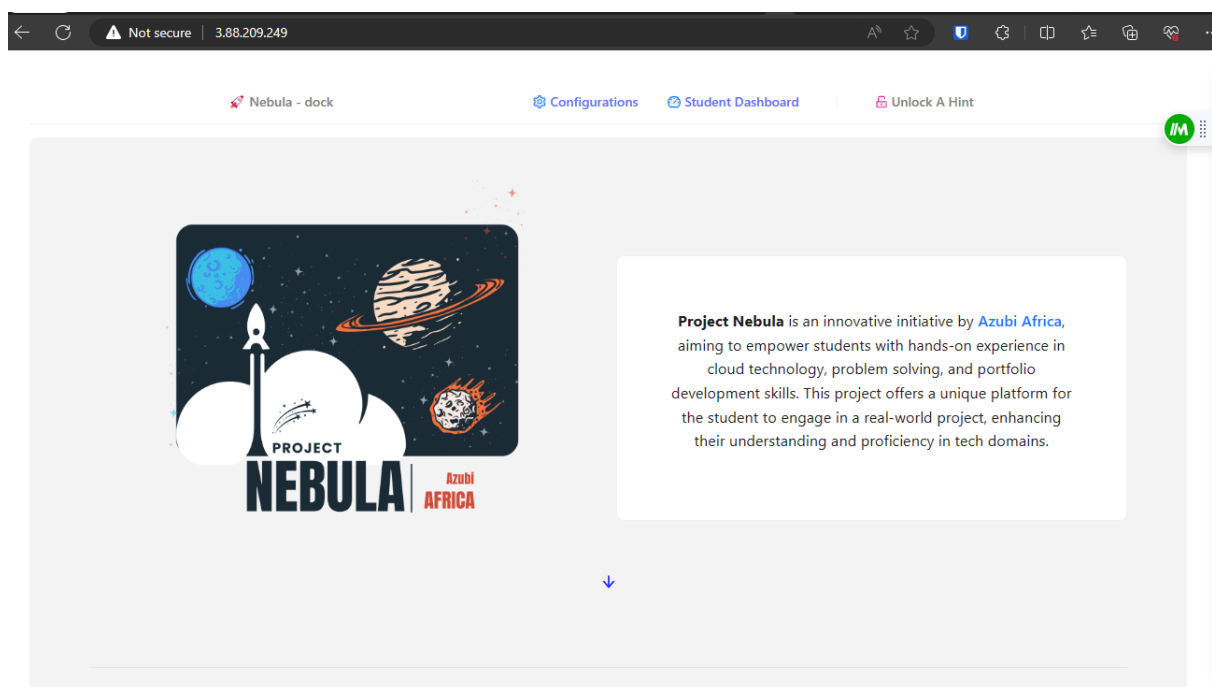 Not secure 3.88.209.249
Nebula - dock Configurations Student Dashboard Unlock A Hint
PROJECT
NEBULA
Azubi
AFRICA
Project Nebula is an innovative initiative by Azubi Africa,
aiming to empower students with hands-on experience in
cloud technology, problem solving, and portfolio
development skills. This project offers a unique platform for
the student to engage in a real-world project, enhancing
their understanding and proficiency in tech domains.